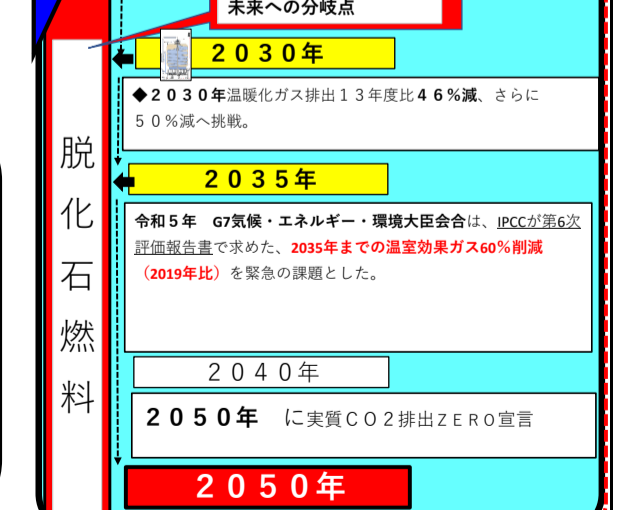 未来への分岐点
２０３０年
◆２０３０年温暖化ガス排出１３年度比４６%減、さらに
５０%減へ挑戦。
２０３５年
令和５年　G7気候・エネルギー・環境大臣会合は、IPCCが第6次
評価報告書で求めた、2035年までの温室効果ガス60%削減
（2019年比）を緊急の課題とした。
２０４０年
２０５０年　に実質ＣＯ２排出ＺＥＲＯ宣言
２０５０年
脱化石燃料